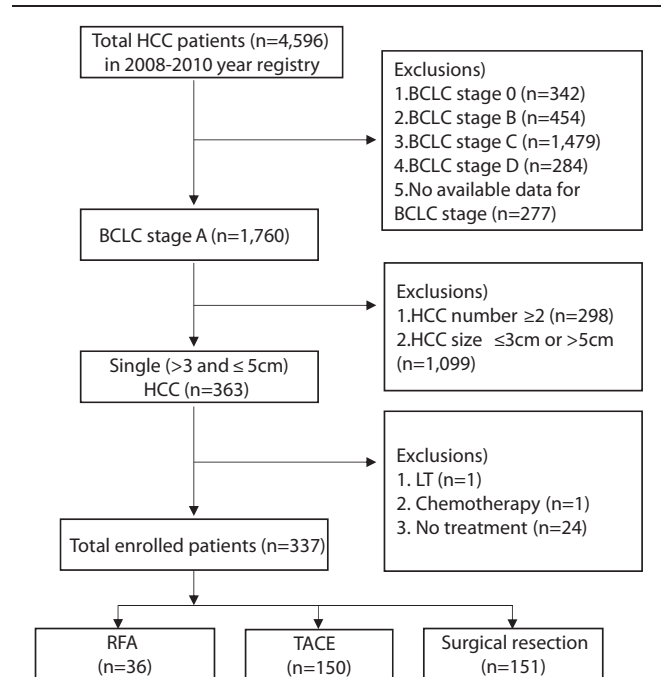 Total HCC patients (n=4,596)
in 2008-2010 year registry
Exclusions)
1.BCLC stage 0 (n=342)
2.BCLC stage B (n=454)
3.BCLC stage C (n=1,479)
4.BCLC stage D (n=284)
5.No available data for
BCLC stage (n=277)
BCLC stage A (n=1,760)
Exclusions)
1.HCC number ≥2 (n=298)
2.HCC size ≤3cm or >5cm
(n=1,099)
Single (>3 and ≤ 5cm)
HCC (n=363)
Exclusions)
1. LT (n=1)
2. Chemotherapy (n=1)
3. No treatment (n=24)
Total enrolled patients (n=337)
RFA
(n=36)
TACE
(n=150)
Surgical resection
(n=151)